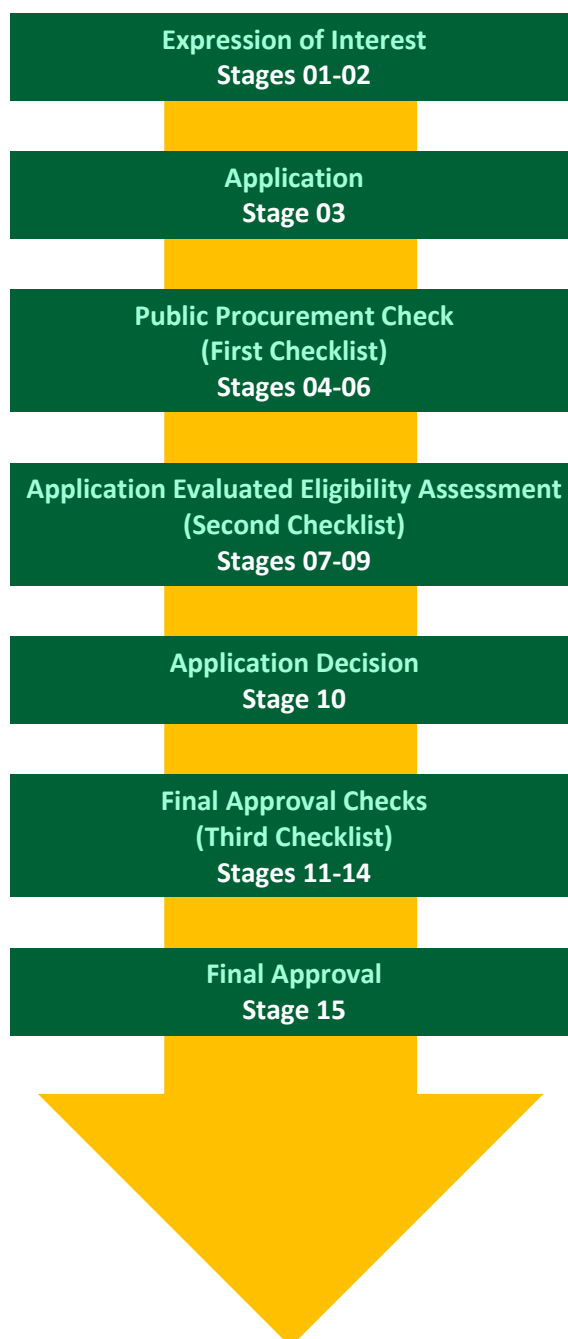 Expression of Interest
Stages 01-02
Application
Stage 03
Public Procurement Check
(First Checklist)
Stages 04-06
Application Evaluated Eligibility Assessment
(Second Checklist)
Stages 07-09
Application Decision
Stage 10
Final Approval Checks
(Third Checklist)
Stages 11-14
Final Approval
Stage 15